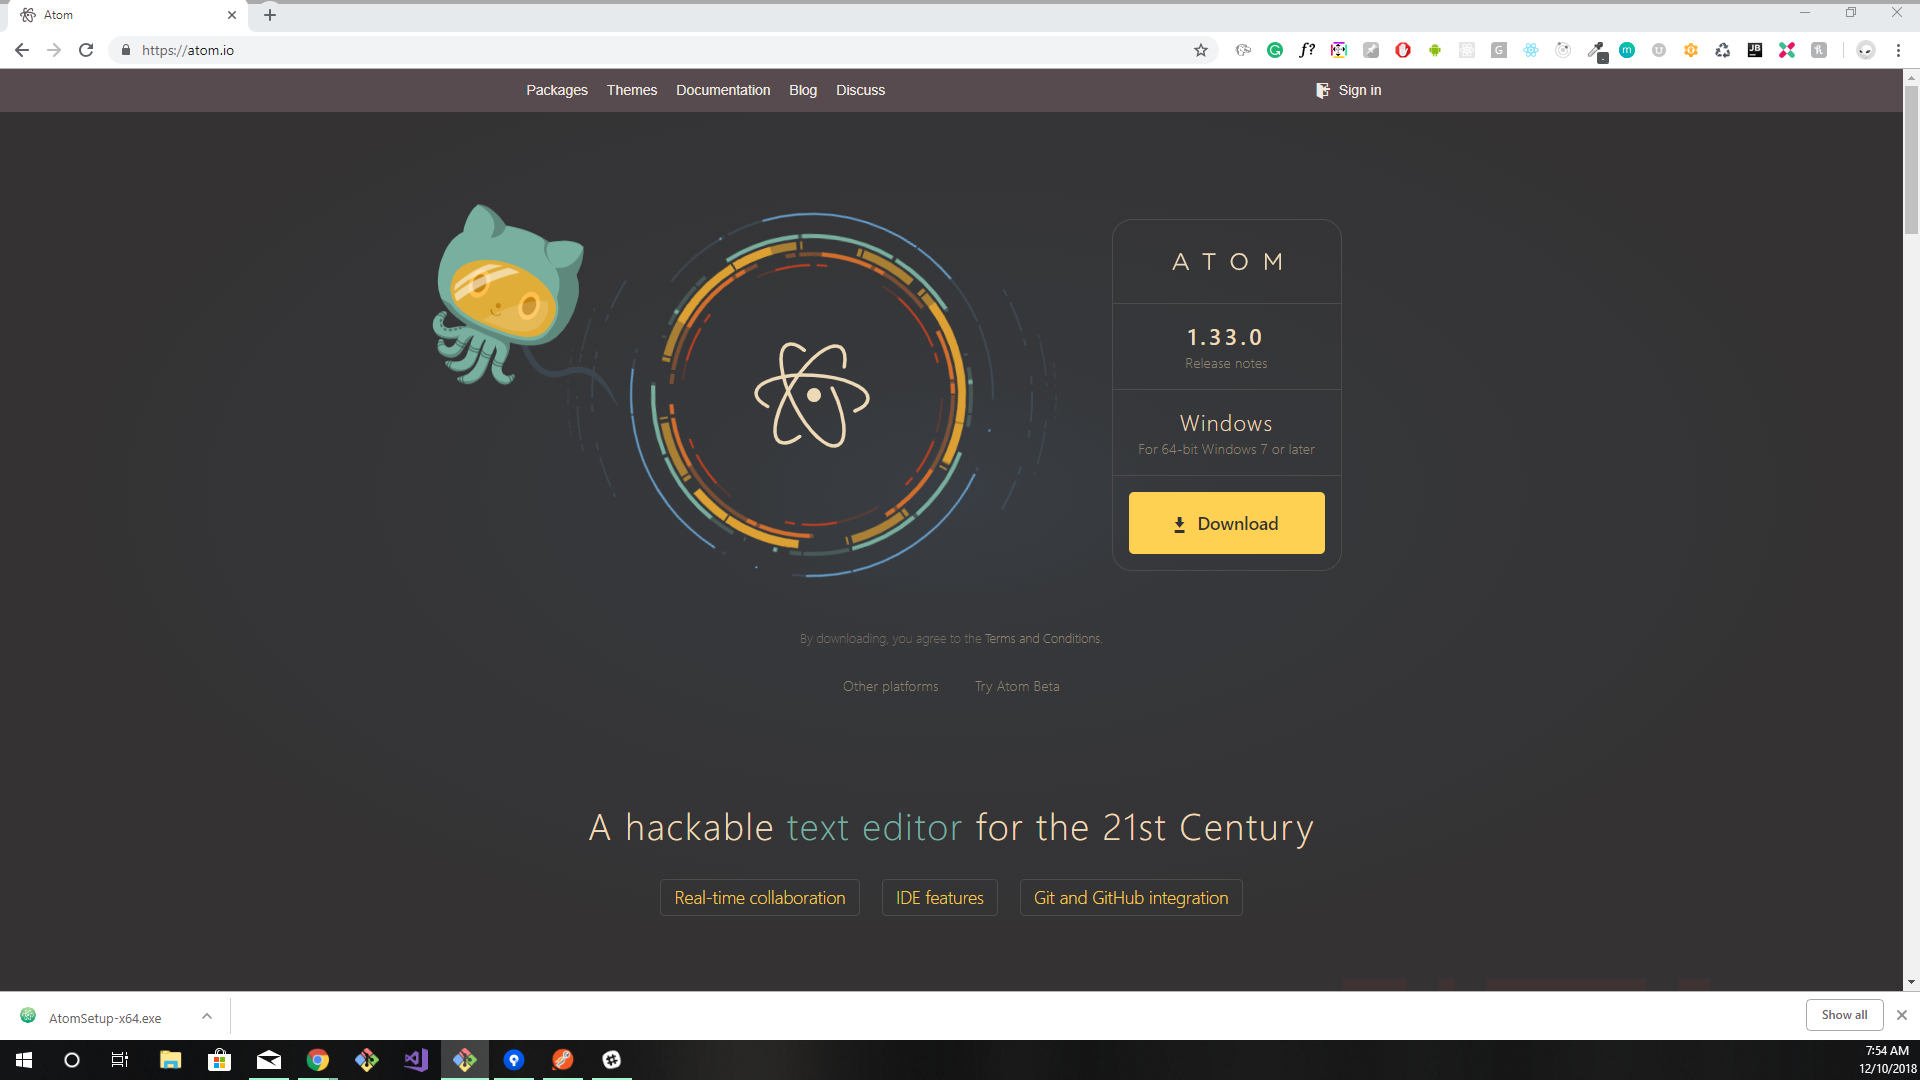 Atom
https://atom.io
Packages Themes Documentation Blog Discuss Sign in
ATOM
1.33.0
Release notes
Windows
For 64-bit Windows 7 or later
Download
By downloading, you agree to the Terms and Conditions.
Other platforms Try Atom Beta
A hackable text editor for the 21st Century
Real-time collaboration IDE features Git and GitHub integration
AtomSetup-x64.exe
Show all
7:54 AM
12/10/2018